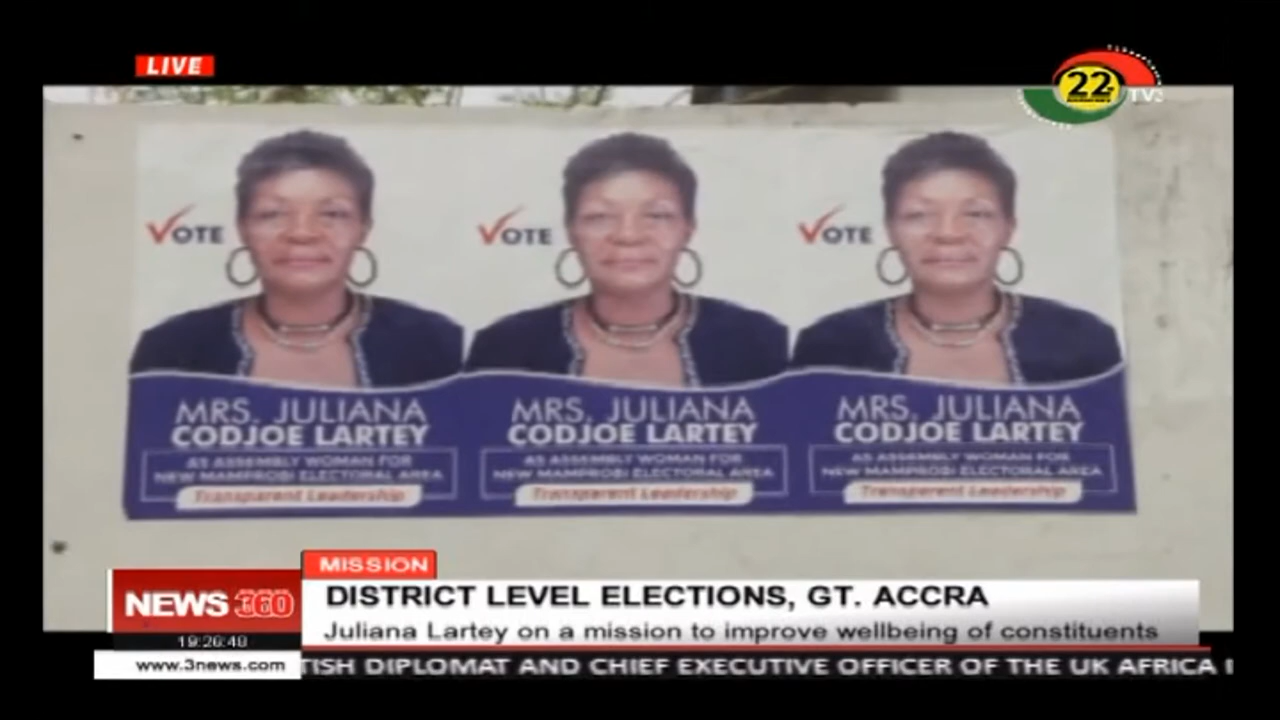 LIVE
22
TV3
VOTE
VOTE
VOTE
MRS. JULIANA
CODJOE LARTEY
AS ASSEMBLY WOMAN FOR
NEW MAMPROBI ELECTORAL AREA
Transparent Leadership
MRS. JULIANA
CODJOE LARTEY
AS ASSEMBLY WOMAN FOR
NEW MAMPROBI ELECTORAL AREA
Transparent Leadership
MRS. JULIANA
CODJOE LARTEY
AS ASSEMBLY WOMAN FOR
NEW MAMPROBI ELECTORAL AREA
Transparent Leadership
MISSION
NEWS 360
DISTRICT LEVEL ELECTIONS, GT. ACCRA
Juliana Lartey on a mission to improve wellbeing of constituents
19:26:48
www.3news.com
TISH DIPLOMAT AND CHIEF EXECUTIVE OFFICER OF THE UK AFRICA